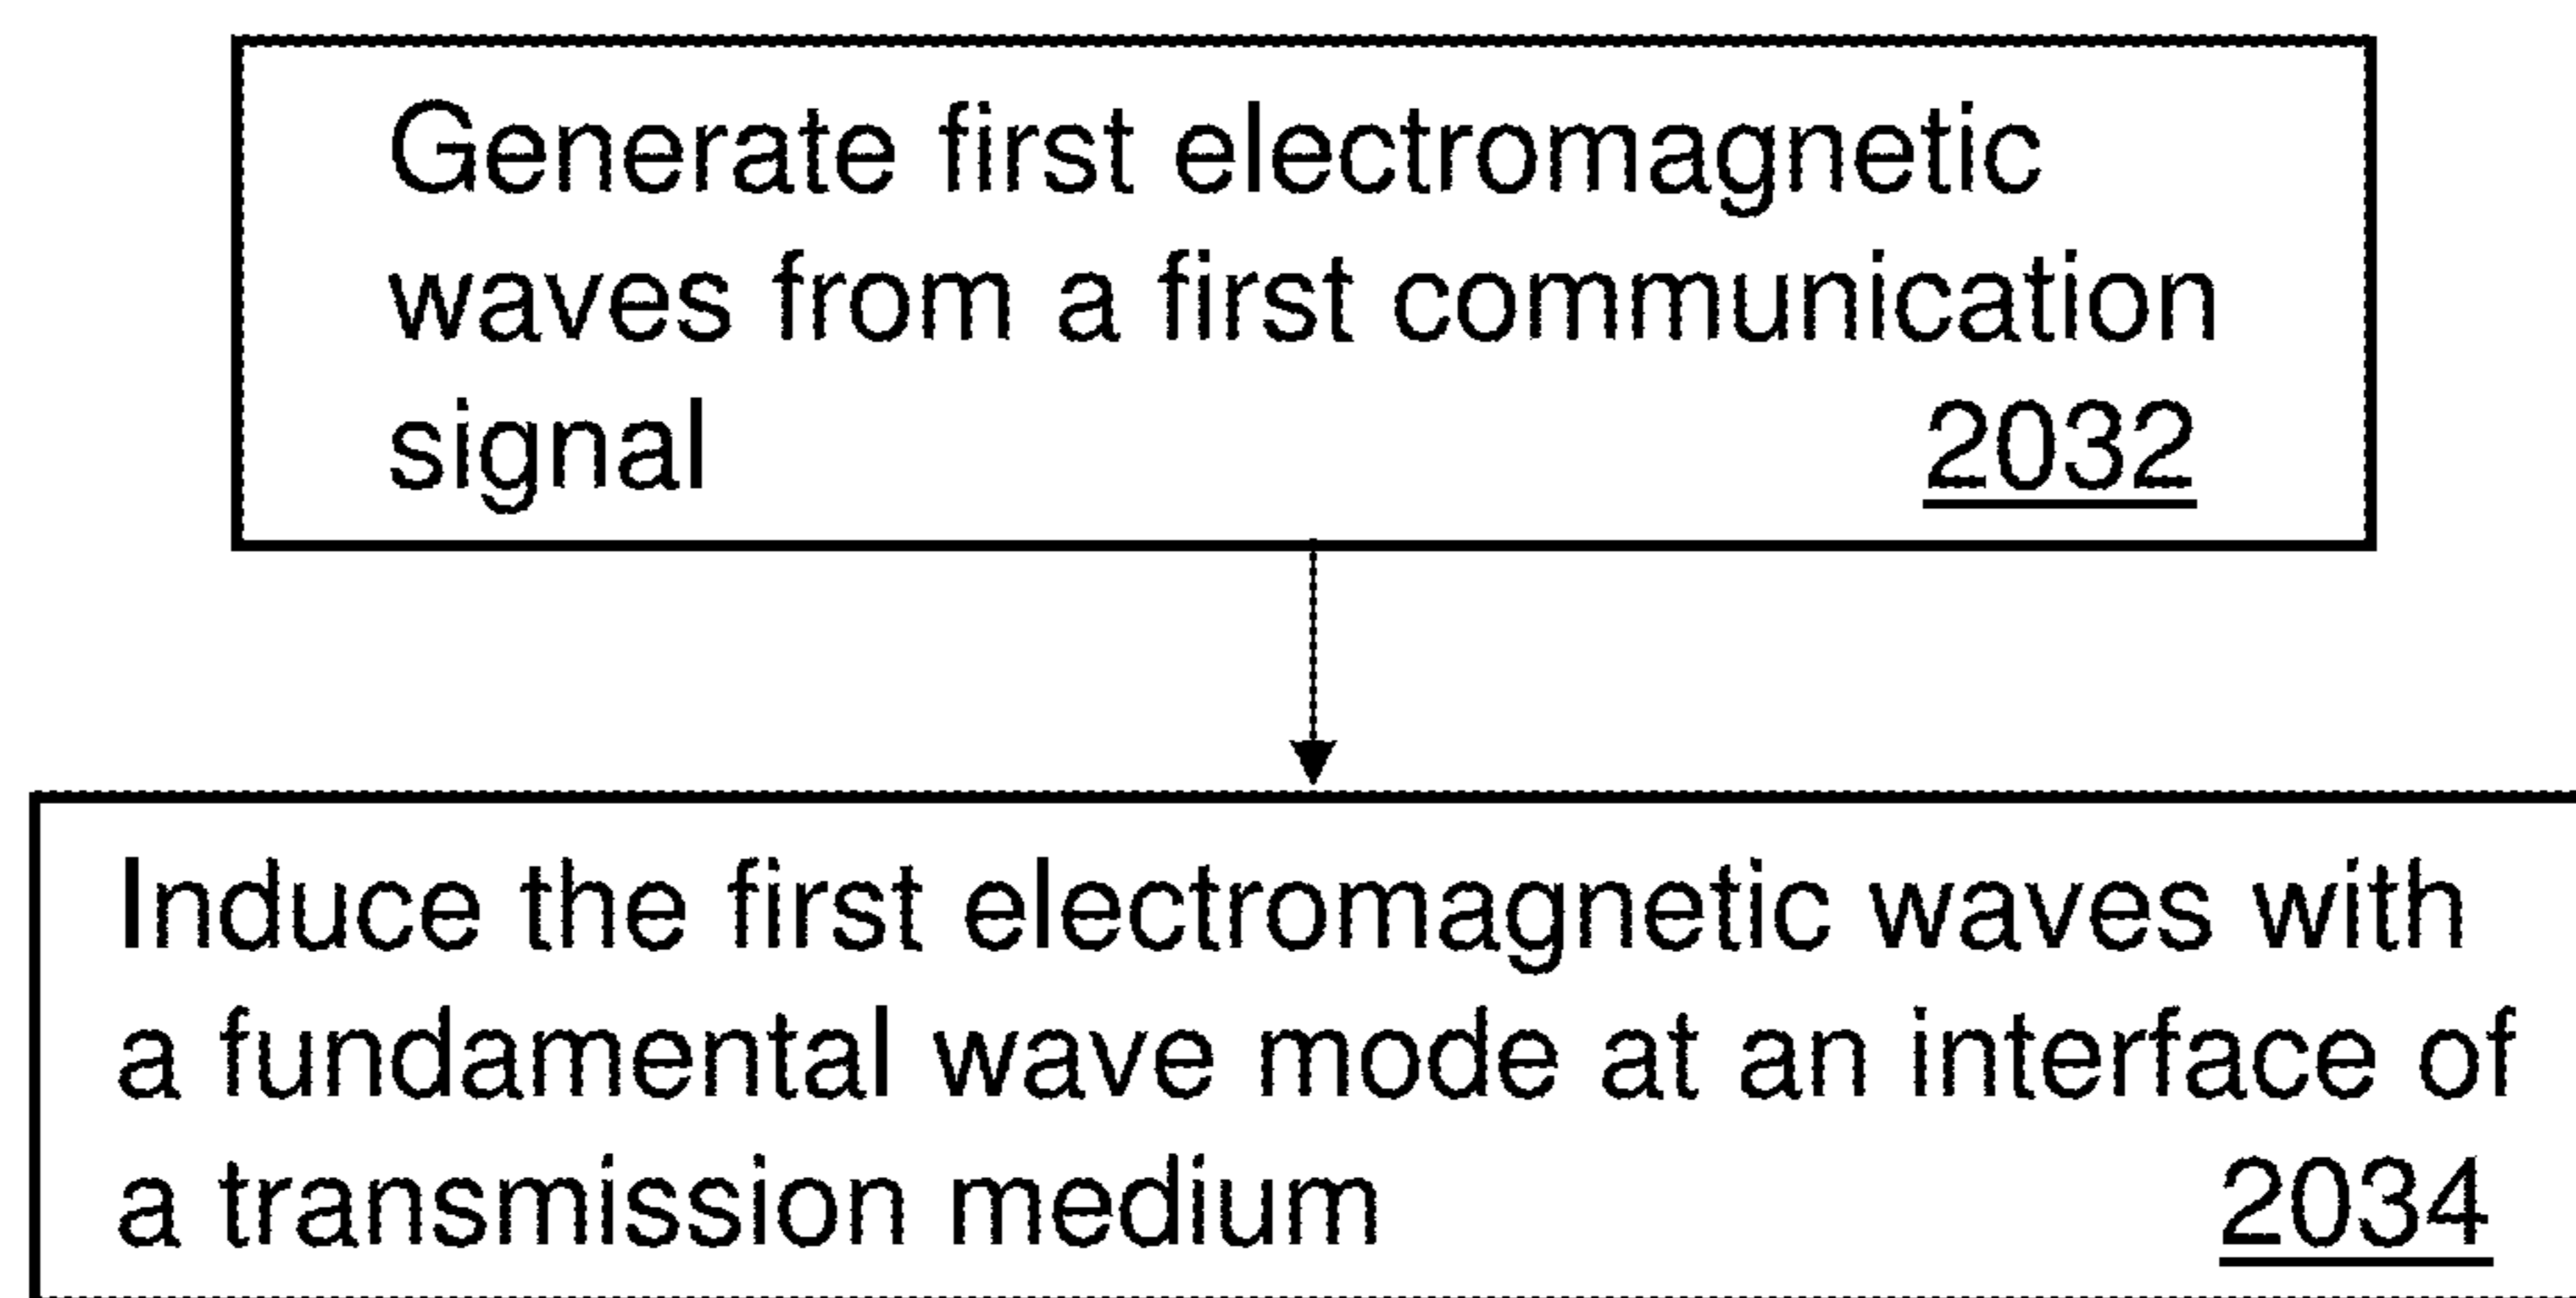 Generate first electromagnetic
waves from a first communication
signal 2032
Induce the first electromagnetic waves with
a fundamental wave mode at an interface of
a transmission medium 2034